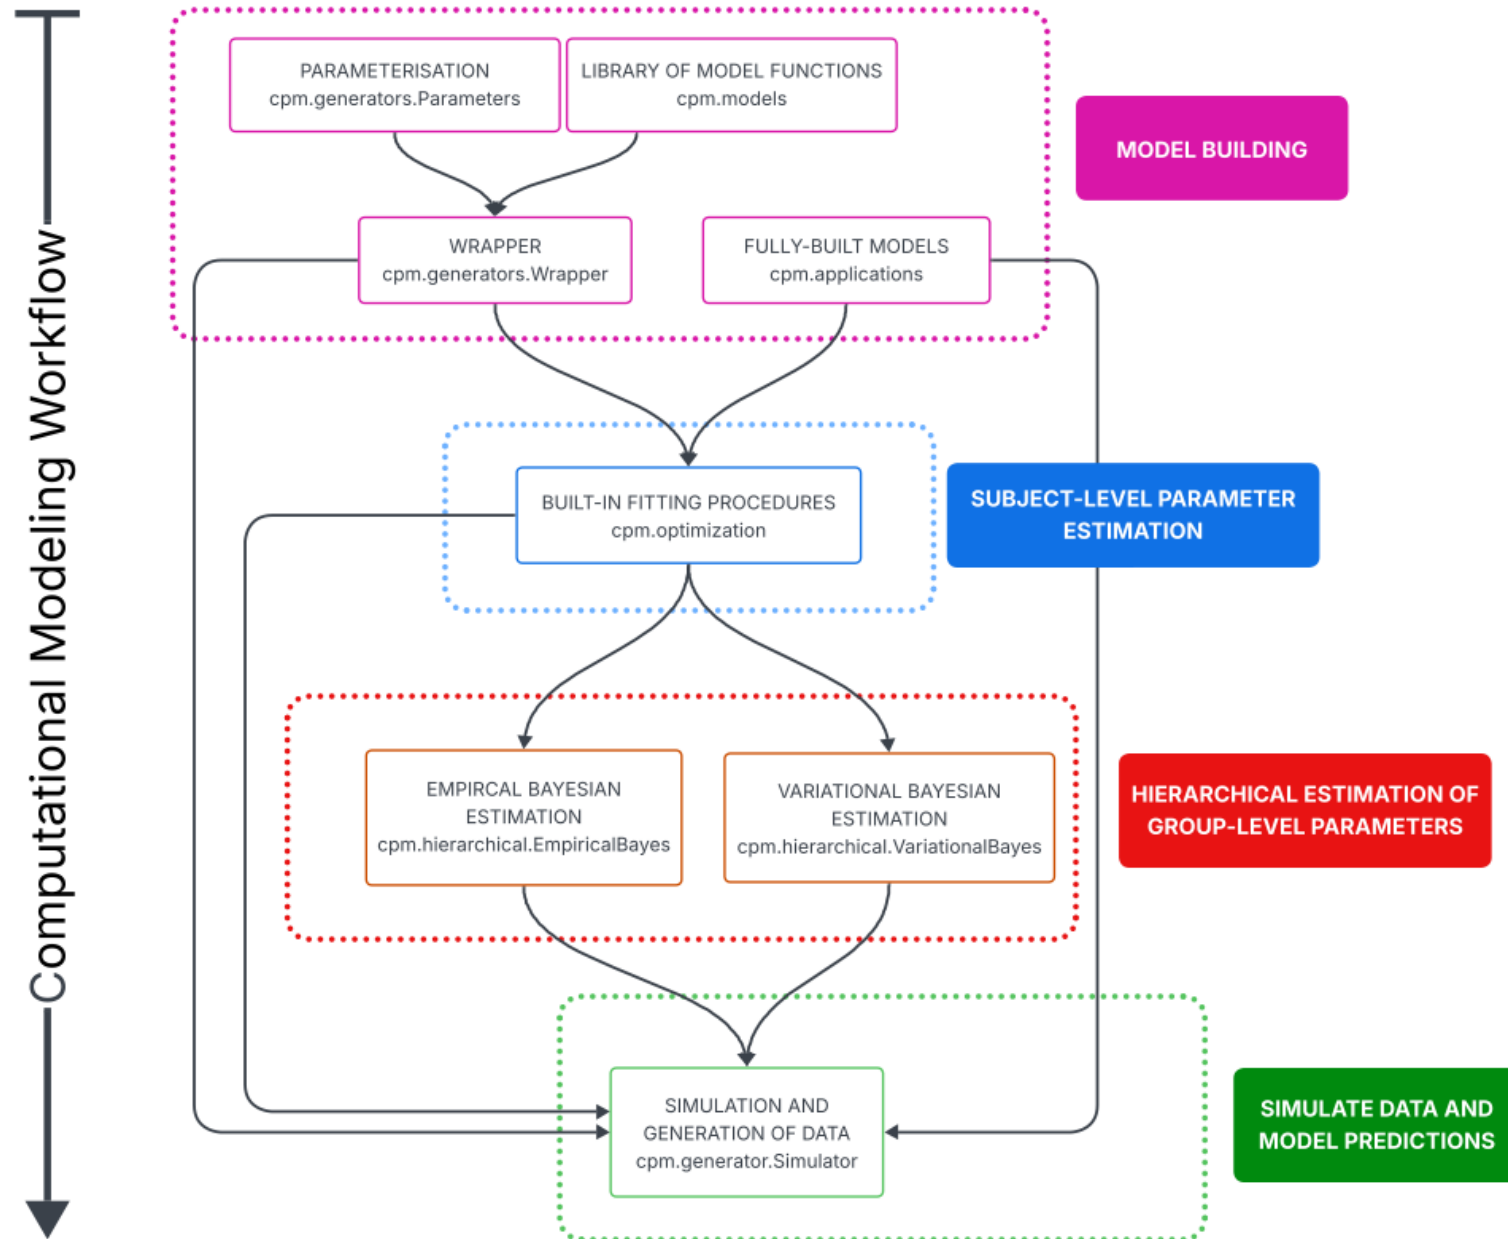 Computational Modeling Workflow
PARAMETERISATION
cpm.generators.Parameters
LIBRARY OF MODEL FUNCTIONS
cpm.models
MODEL BUILDING
WRAPPER
cpm.generators.Wrapper
FULLY-BUILT MODELS
cpm.applications
BUILT-IN FITTING PROCEDURES
cpm.optimization
SUBJECT-LEVEL PARAMETER
ESTIMATION
EMPIRCAL BAYESIAN
ESTIMATION
cpm.hierarchical.EmpiricalBayes
VARIATIONAL BAYESIAN
ESTIMATION
cpm.hierarchical.VariationalBayes
HIERARCHICAL ESTIMATION OF
GROUP-LEVEL PARAMETERS
SIMULATION AND
GENERATION OF DATA
cpm.generator.Simulator
SIMULATE DATA AND
MODEL PREDICTIONS